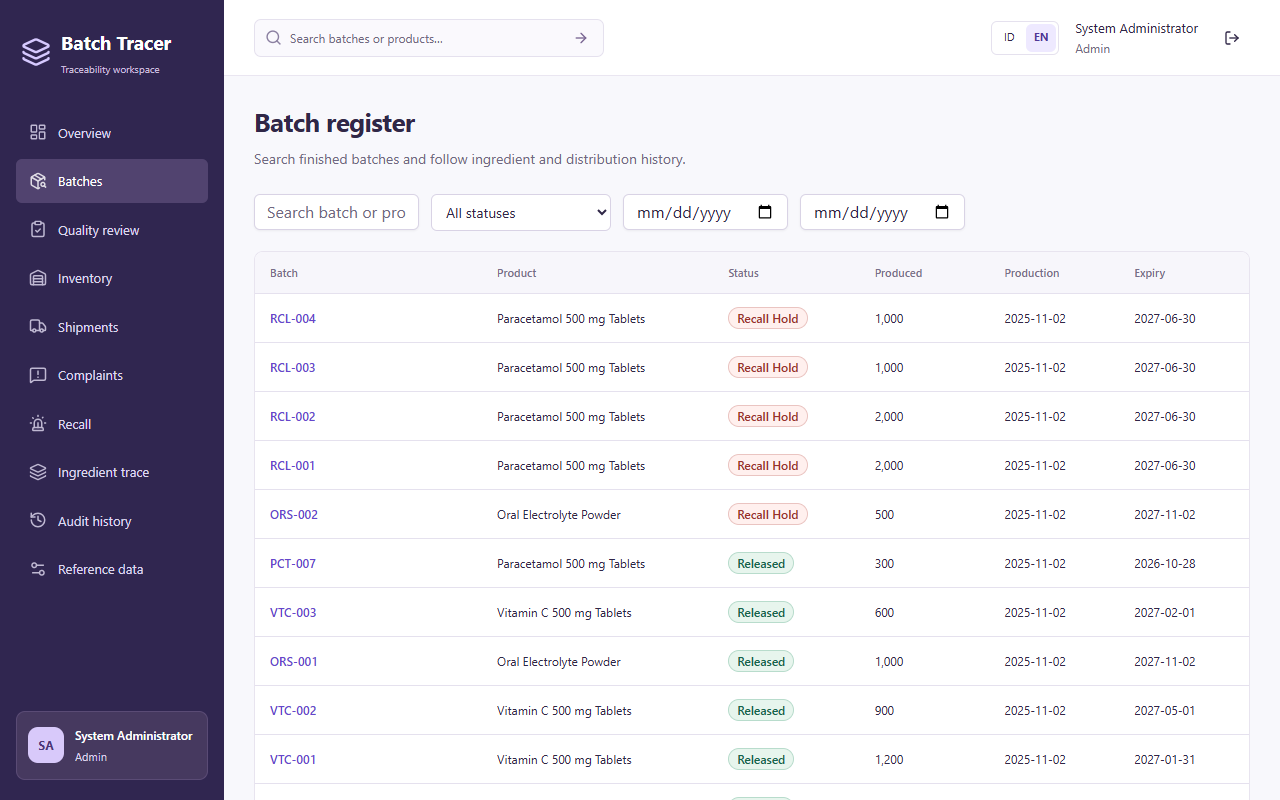 Batch Tracer
Traceability workspace
Search batches or products...
ID EN
System Administrator
Admin
Overview
Batches
Quality review
Inventory
Shipments
Complaints
Recall
Ingredient trace
Audit history
Reference data
SA
System Administrator
Admin
Batch register
Search finished batches and follow ingredient and distribution history.
Search batch or pro All statuses mm/dd/yyyy mm/dd/yyyy
Batch Product Status Produced Production Expiry
RCL-004 Paracetamol 500 mg Tablets Recall Hold 1,000 2025-11-02 2027-06-30
RCL-003 Paracetamol 500 mg Tablets Recall Hold 1,000 2025-11-02 2027-06-30
RCL-002 Paracetamol 500 mg Tablets Recall Hold 2,000 2025-11-02 2027-06-30
RCL-001 Paracetamol 500 mg Tablets Recall Hold 2,000 2025-11-02 2027-06-30
ORS-002 Oral Electrolyte Powder Recall Hold 500 2025-11-02 2027-11-02
PCT-007 Paracetamol 500 mg Tablets Released 300 2025-11-02 2026-10-28
VTC-003 Vitamin C 500 mg Tablets Released 600 2025-11-02 2027-02-01
ORS-001 Oral Electrolyte Powder Released 1,000 2025-11-02 2027-11-02
VTC-002 Vitamin C 500 mg Tablets Released 900 2025-11-02 2027-05-01
VTC-001 Vitamin C 500 mg Tablets Released 1,200 2025-11-02 2027-01-31